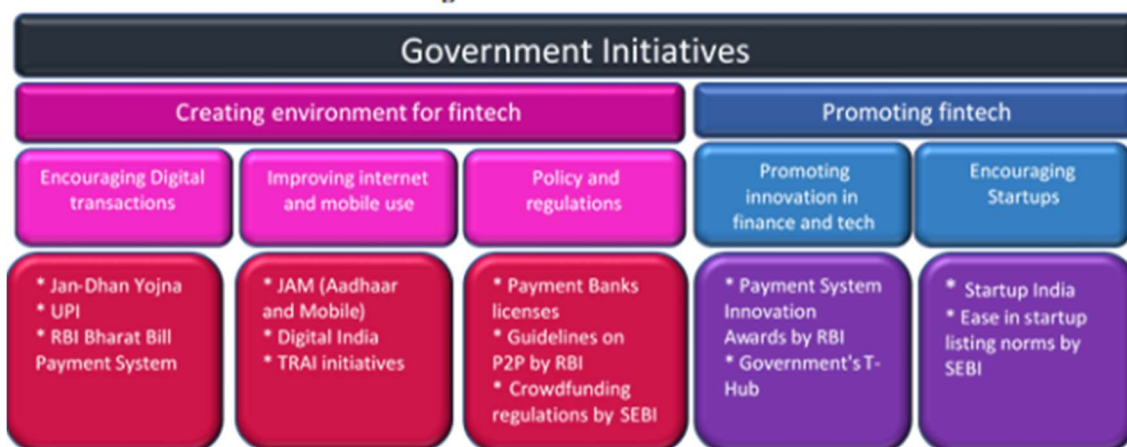 Government Initiatives
Creating environment for fintech
Promoting fintech
Encouraging Digital
transactions
Improving internet
and mobile use
Policy and
regulations
Promoting
innovation in
finance and tech
Encouraging
Startups
* Jan-Dhan Yojna
* UPI
* RBI Bharat Bill
Payment System
* JAM (Aadhaar
and Mobile)
* Digital India
* TRAI initiatives
* Payment Banks
licenses
* Guidelines on
P2P by RBI
* Crowdfunding
regulations by SEBI
* Payment System
Innovation
Awards by RBI
* Government's T-
Hub
* Startup India
* Ease in startup
listing norms by
SEBI